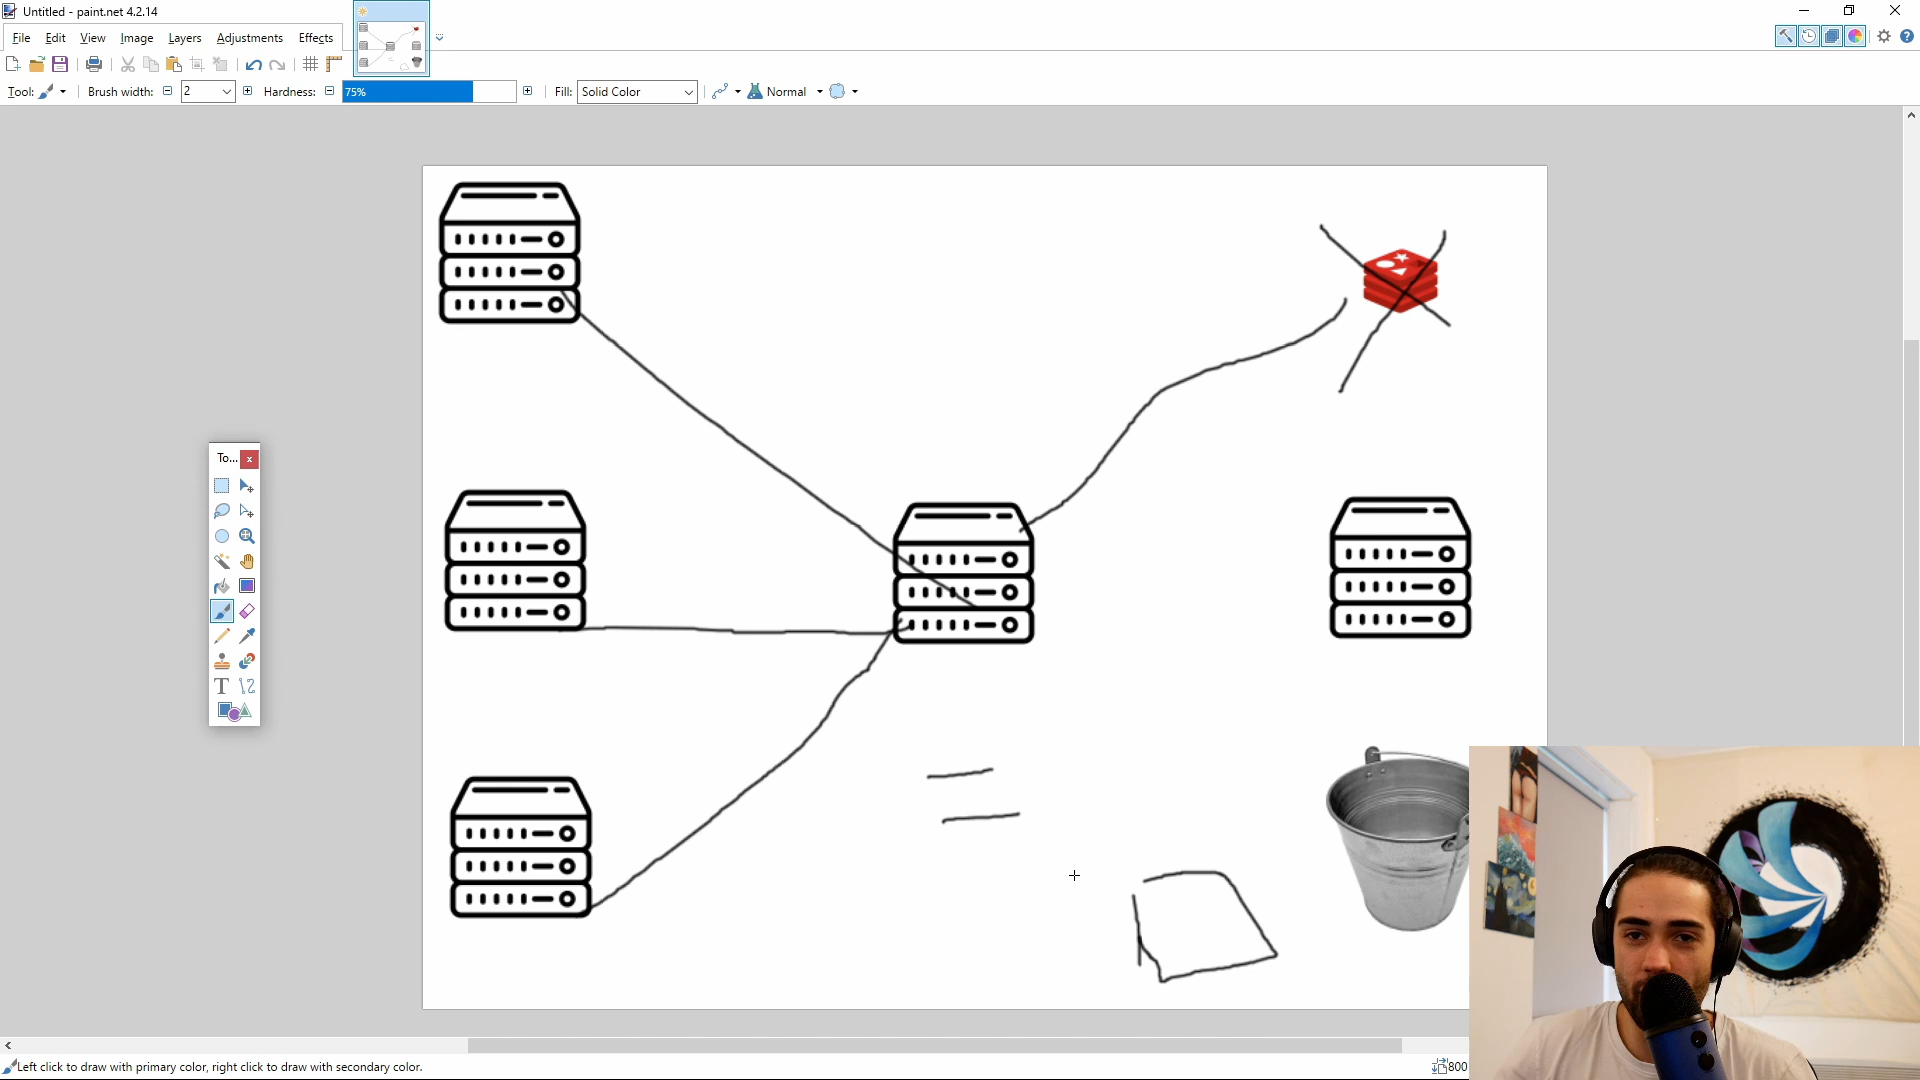 Untitled - paint.net 4.2.14
File Edit View Image Layers Adjustments Effects
Tool: Brush width: 2 Hardness: 75% Fill: Solid Color Normal
To...
T
Left click to draw with primary color, right click to draw with secondary color.
800